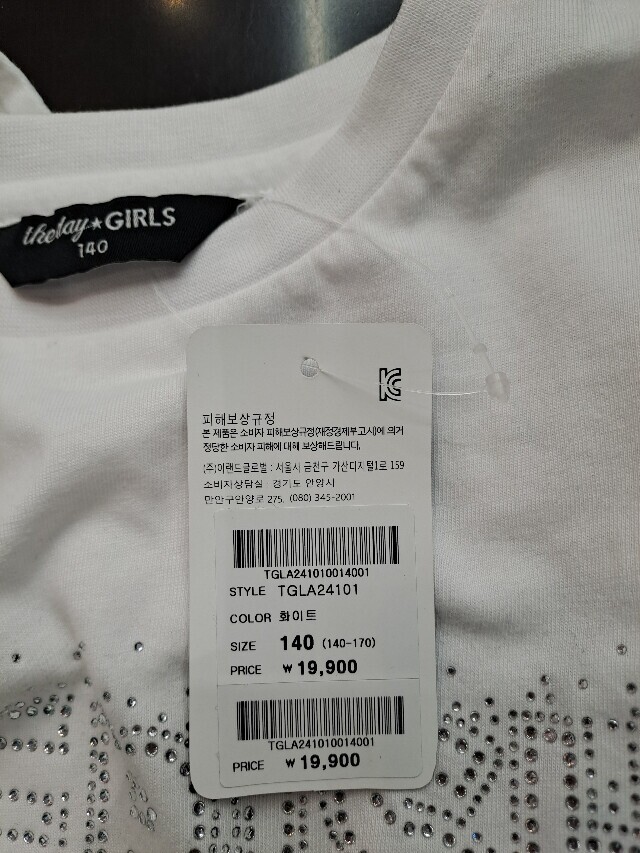 theday★GIRLS
140
KC
피해보상규정
본 제품은 소비자 피해보상규정(재정경제부고시)에 의거
정당한 소비자 피해에 대해 보상해드립니다.
(주)이랜드글로벌 : 서울시 금천구 가산디지털1로 159
소비자상담실 : 경기도 안양시
만안구안양로 275. (080) 345-2001
TGLA241010014001
STYLE TGLA24101
COLOR 화이트
SIZE 140 (140-170)
PRICE ₩ 19,900
TGLA241010014001
PRICE ₩ 19,900